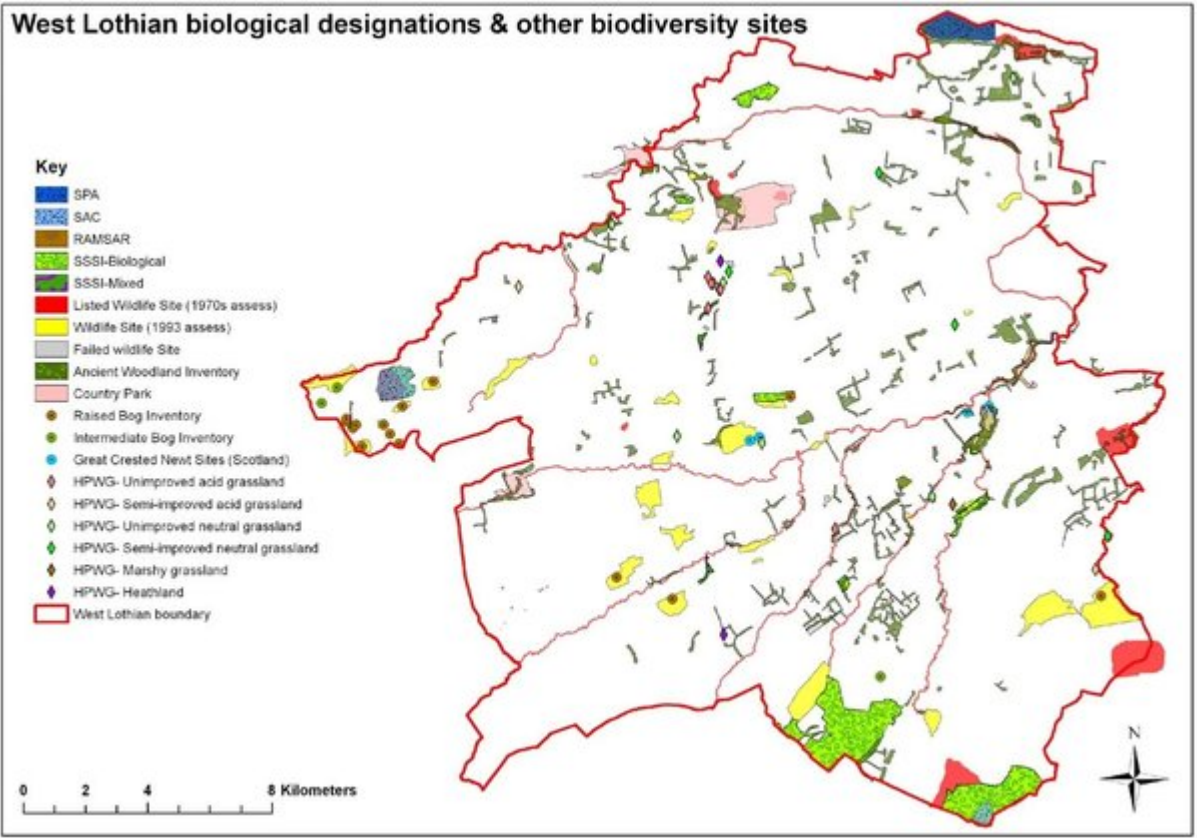 West Lothian biological designations & other biodiversity sites
Key
SPA
SAC
RAMSAR
SSSI-Biological
SSSI-Mixed
Listed Wildlife Site (1970s assess)
Wildlife Site (1993 assess)
Failed wildlife Site
Ancient Woodland Inventory
Country Park
Raised Bog Inventory
Intermediate Bog Inventory
Great Crested Newt Sites (Scotland)
HPWG- Unimproved acid grassland
HPWG- Semi-improved acid grassland
HPWG- Unimproved neutral grassland
HPWG- Semi-improved neutral grassland
HPWG- Marshy grassland
HPWG- Heathland
West Lothian boundary
N
0 2 4 8 Kilometers